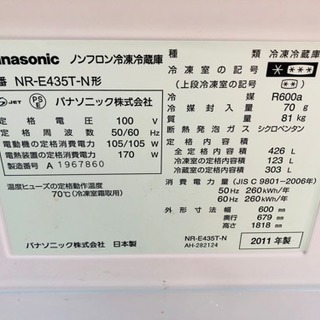 anasonic ノンフロン冷凍冷蔵庫
番 NR-E435T-N形
JET PS E パナソニック株式会社
定格電圧 100 V
定格周波数 50/60 Hz
電動機の定格消費電力 105/105 W
電熱装置の定格消費電力 170 W
製造番号 A 1967860
温度ヒューズの定格動作温度
70℃(冷凍室霜取用)
パナソニック株式会社 日本製
種類 冷凍冷蔵庫
冷凍室の記号 ****
(上段冷凍室の記号 ***)
冷媒 R600a
冷媒封入量 70 g
質量 81 kg
断熱発泡ガス シクロペンタン
定格内容積
全定格内容積 426 L
冷凍室の定格内容積 123 L
冷蔵室の定格内容積 303 L
消費電力量(JIS C 9801-2006年)
50 Hz 260 kWh/年
60 Hz 260 kWh/年
外形寸法 幅 600 mm
奥行 679 mm
高さ 1818 mm
NR-E435T-N
AH-282124
2011年製